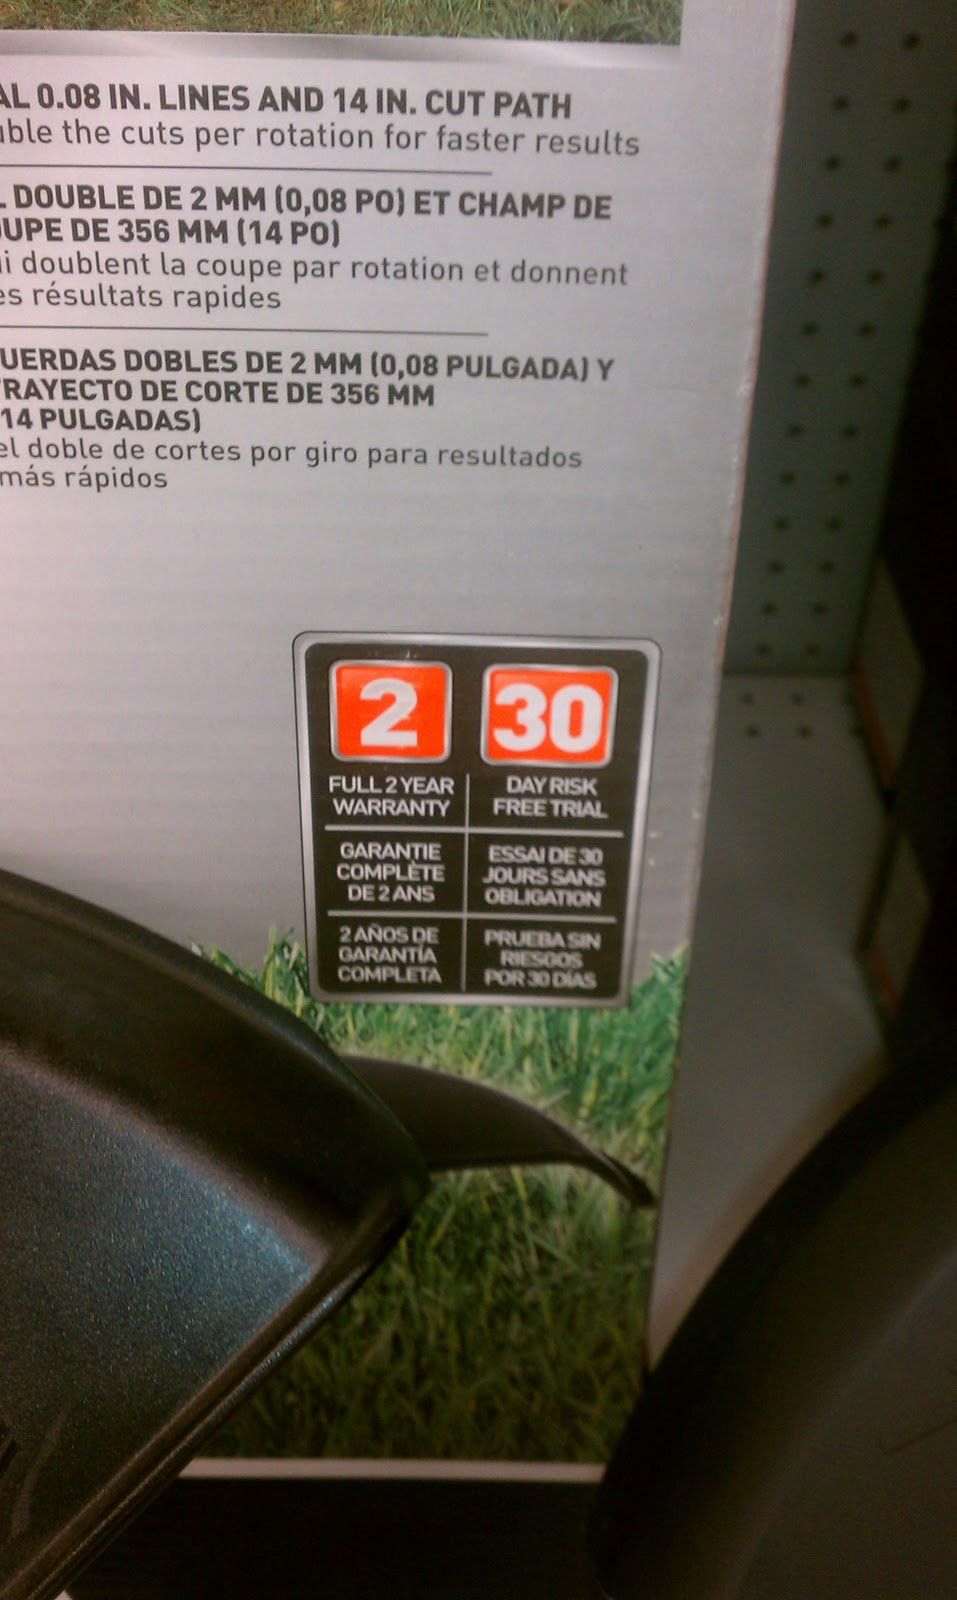 AL 0.08 IN. LINES AND 14 IN. CUT PATH
uble the cuts per rotation for faster results
L DOUBLE DE 2 MM (0,08 PO) ET CHAMP DE
OUPE DE 356 MM (14 PO)
ui doublent la coupe par rotation et donnent
es résultats rapides
UERDAS DOBLES DE 2 MM (0,08 PULGADA) Y
TRAYECTO DE CORTE DE 356 MM
14 PULGADAS)
el doble de cortes por giro para resultados
más rápidos
2
FULL 2 YEAR
WARRANTY
GARANTIE
COMPLÈTE
DE 2 ANS
2 AÑOS DE
GARANTÍA
COMPLETA
30
DAY RISK
FREE TRIAL
ESSAI DE 30
JOURS SANS
OBLIGATION
PRUEBA SIN
RIESGOS
POR 30 DÍAS